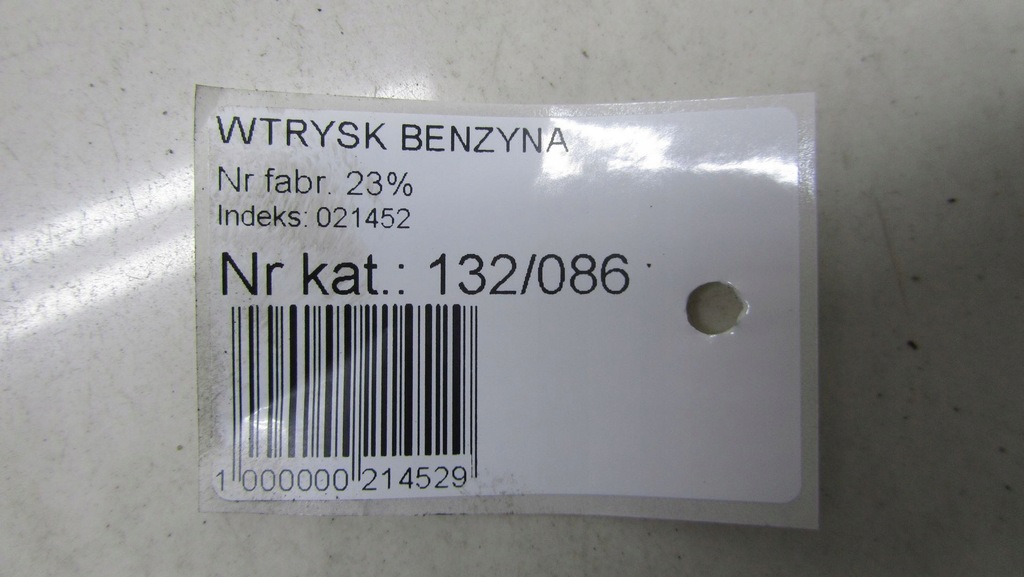 WTRYSK BENZYNA
Nr fabr. 23%
Indeks: 021452
Nr kat.: 132/086
1 000000 214529